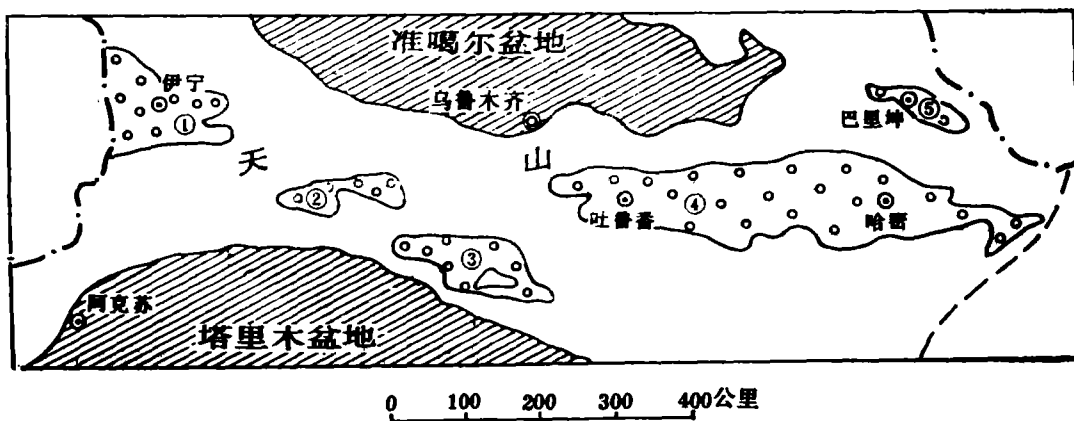 准噶尔盆地
伊宁
乌鲁木齐
⑤
巴里坤
①
天
山
②
④
吐鲁番
哈密
③
阿克苏
塔里木盆地
0 100 200 300 400公里